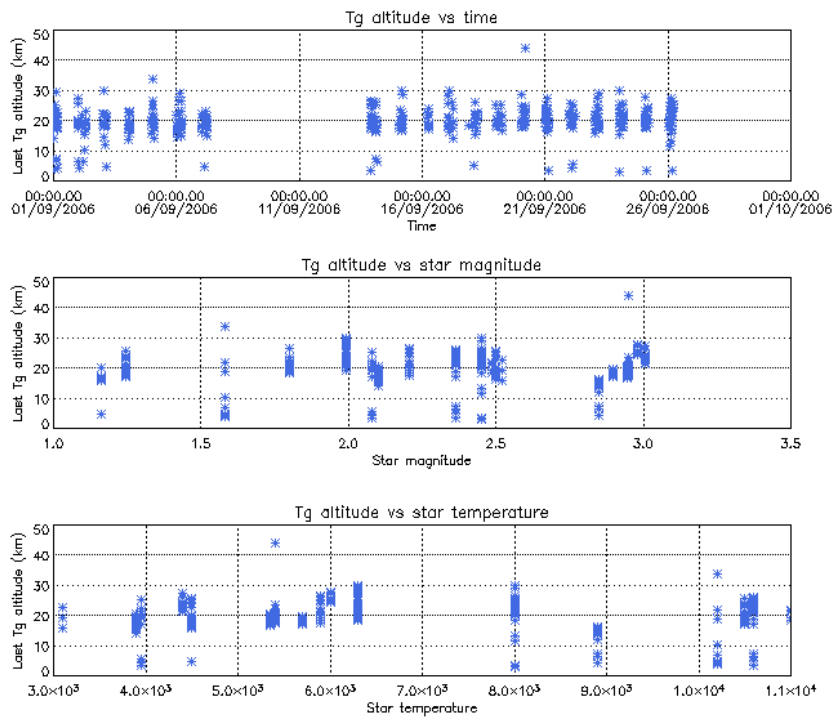 Tg altitude vs time
Last Tg altitude (km)
50
40
30
20
10
0
00:00.00 00:00.00 00:00.00 00:00.00 00:00.00 00:00.00 00:00.00
01/09/2006 06/09/2006 11/09/2006 16/09/2006 21/09/2006 26/09/2006 01/10/2006
Time
Tg altitude vs star magnitude
Last Tg altitude (km)
50
40
30
20
10
0
1.0 1.5 2.0 2.5 3.0 3.5
Star magnitude
Tg altitude vs star temperature
Last Tg altitude (km)
50
40
30
20
10
0
3.0×10³ 4.0×10³ 5.0×10³ 6.0×10³ 7.0×10³ 8.0×10³ 9.0×10³ 1.0×10⁴ 1.1×10⁴
Star temperature